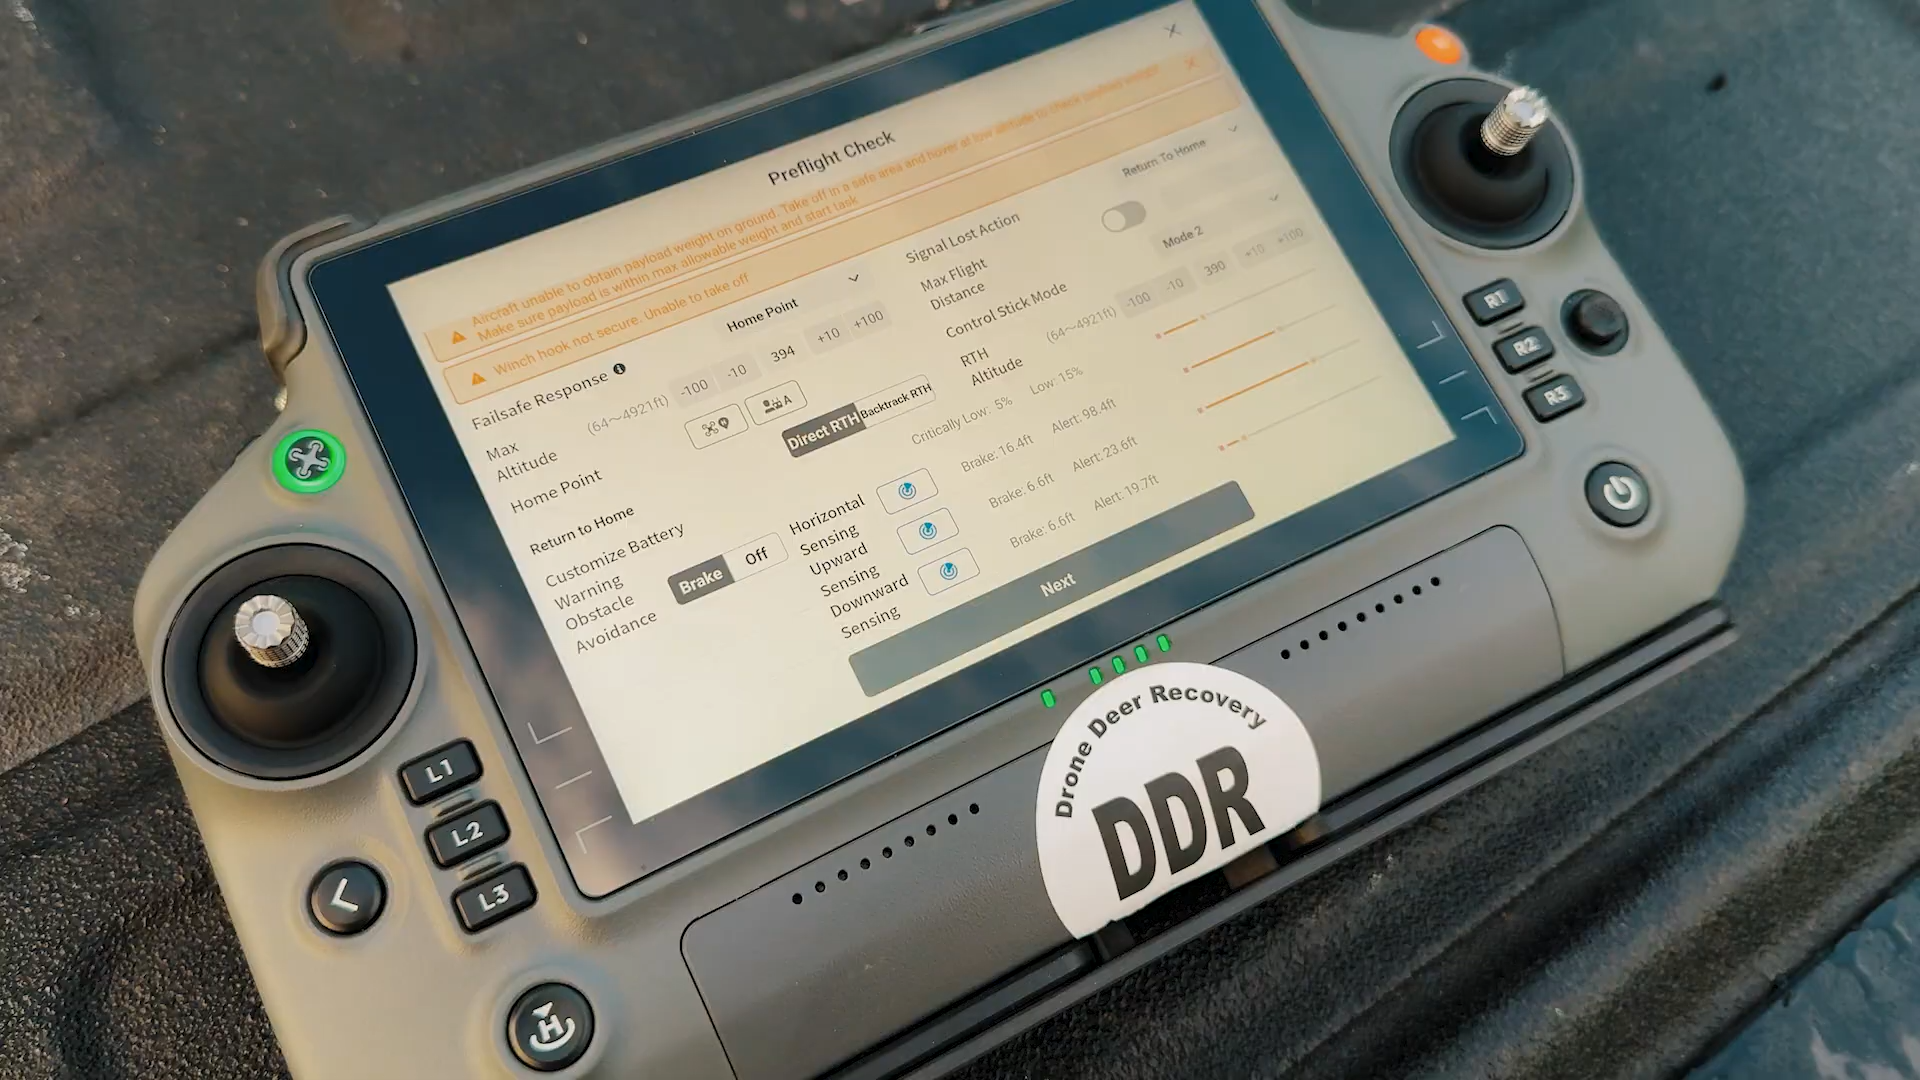 Preflight Check
Aircraft unable to obtain payload weight on ground. Take off in a safe area and hover at low altitude to check payload weight
Make sure payload is within max allowable weight and start task
Winch hook not secure. Unable to take off
Failsafe Response
Home Point
Max Altitude
(64~4921ft)
-100 -10 394 +10 +100
Home Point
A
Return to Home
Direct RTH
Backtrack RTH
Customize Battery
Warning
Critically Low: 5%
Low: 15%
Obstacle
Avoidance
Brake
Off
Horizontal
Sensing
Brake: 16.4ft
Alert: 98.4ft
Upward
Sensing
Brake: 6.6ft
Alert: 23.6ft
Downward
Sensing
Brake: 6.6ft
Alert: 19.7ft
Signal Lost Action
Return To Home
Max Flight
Distance
Control Stick Mode
Mode 2
RTH
Altitude
(64~4921ft)
-100 -10 390 +10 +100
Next
L1
L2
L3
R1
R2
R3
H
Drone Deer Recovery
DDR